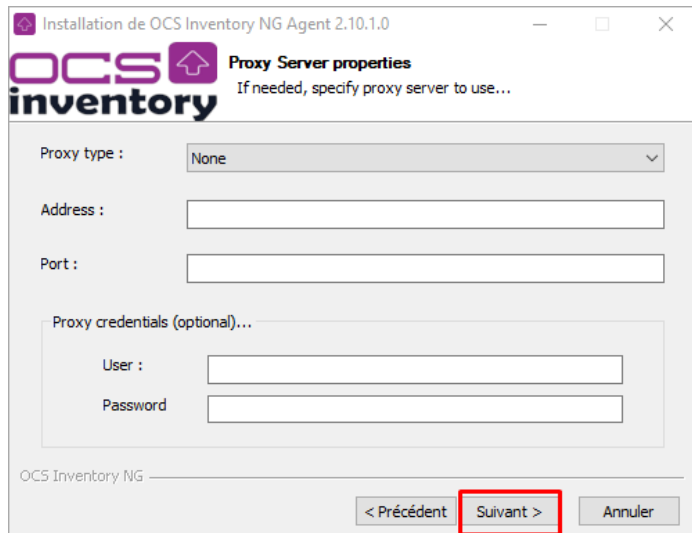 Installation de OCS Inventory NG Agent 2.10.1.0
OCS
inventory
Proxy Server properties
If needed, specify proxy server to use...
Proxy type :
None
Address :
Port :
Proxy credentials (optional)...
User :
Password
OCS Inventory NG
< Précédent
Suivant >
Annuler